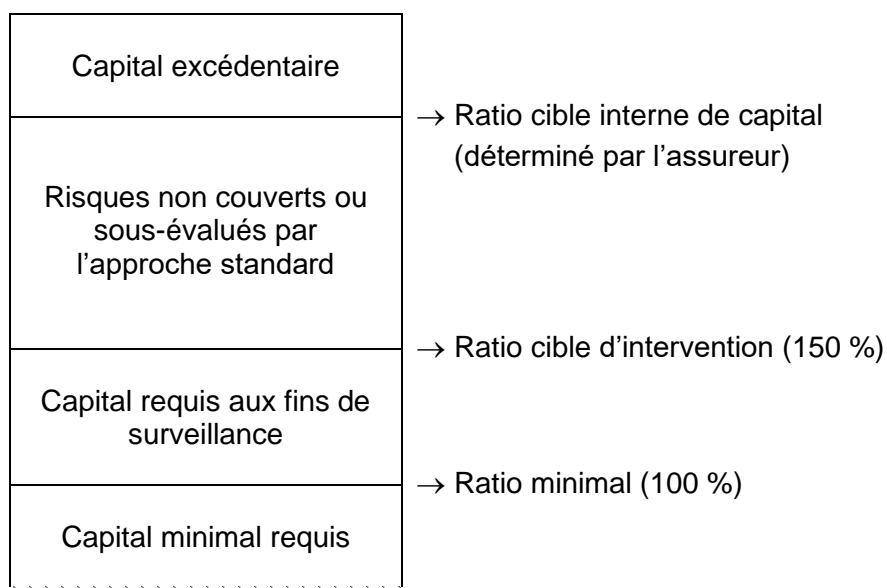 Capital excédentaire
→ Ratio cible interne de capital
(déterminé par l'assureur)
Risques non couverts ou
sous-évalués par
l'approche standard
→ Ratio cible d'intervention (150 %)
Capital requis aux fins de
surveillance
→ Ratio minimal (100 %)
Capital minimal requis